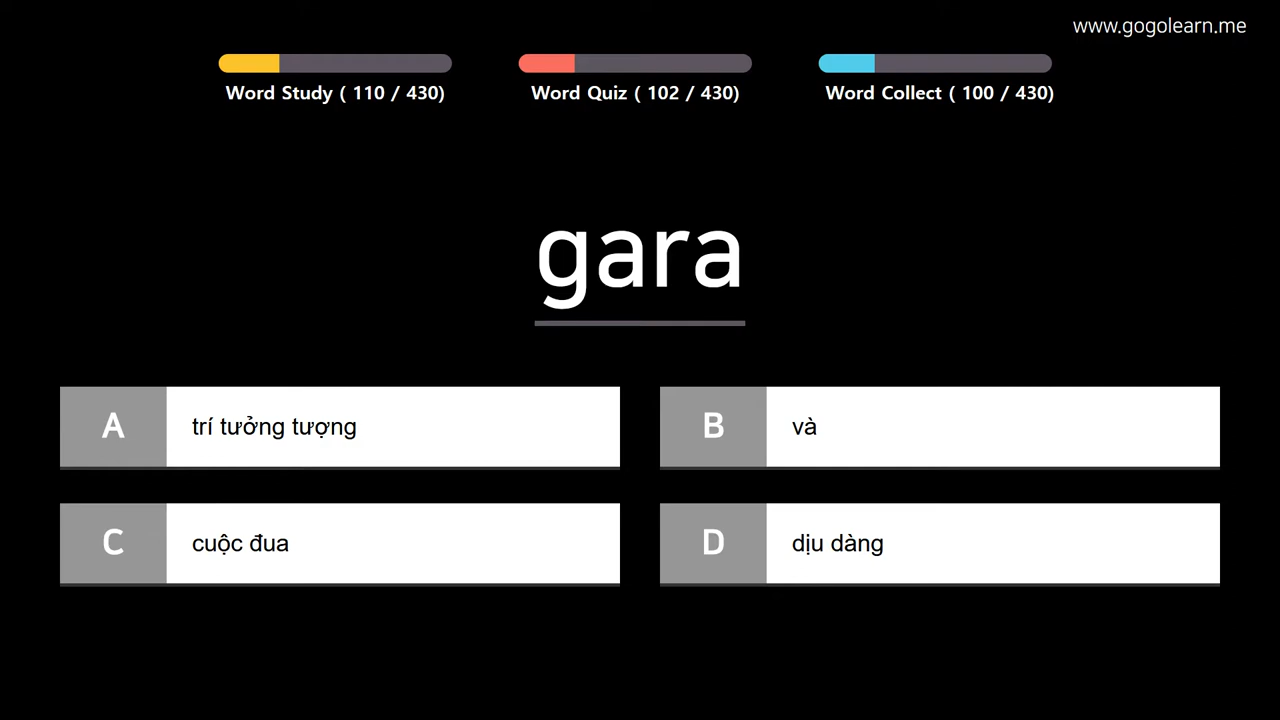 www.gogolearn.me
Word Study ( 110 / 430)
Word Quiz ( 102 / 430)
Word Collect ( 100 / 430)
gara
A trí tưởng tượng
B và
C cuộc đua
D dịu dàng